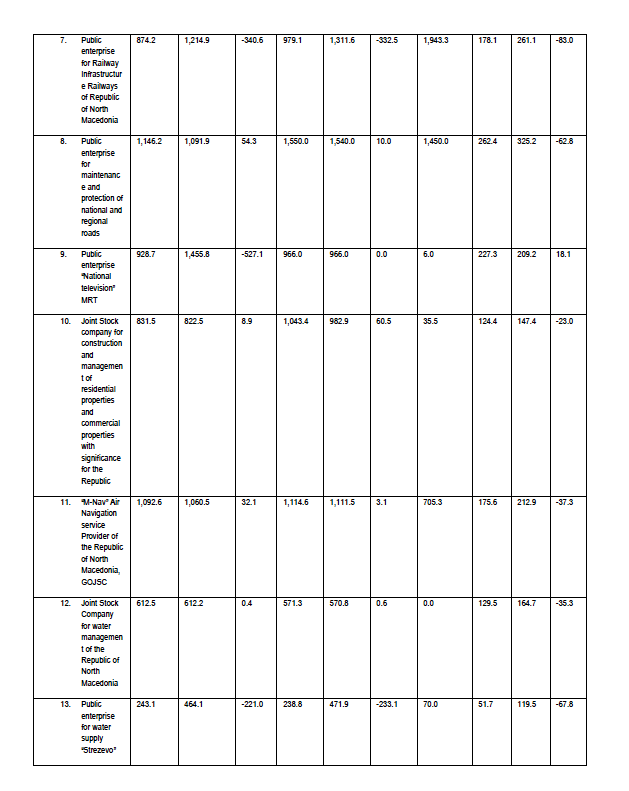 7. Public 874.2 1,214.9 -340.6 979.1 1,311.6 -332.5 1,943.3 178.1 261.1 -83.0
enterprise
for Railway
Infrastructur
e Railways
of Republic
of North
Macedonia
8. Public 1,146.2 1,091.9 54.3 1,550.0 1,540.0 10.0 1,450.0 262.4 325.2 -62.8
enterprise
for
maintenanc
e and
protection of
national and
regional
roads
9. Public 928.7 1,455.8 -527.1 966.0 966.0 0.0 6.0 227.3 209.2 18.1
enterprise
"National
television"
MRT
10. Joint Stock 831.5 822.5 8.9 1,043.4 982.9 60.5 35.5 124.4 147.4 -23.0
company for
construction
and
managemen
t of
residential
properties
and
commercial
properties
with
significance
for the
Republic
11. "M-Nav" Air 1,092.6 1,060.5 32.1 1,114.6 1,111.5 3.1 705.3 175.6 212.9 -37.3
Navigation
service
Provider of
the Republic
of North
Macedonia,
GOJSC
12. Joint Stock 612.5 612.2 0.4 571.3 570.8 0.6 0.0 129.5 164.7 -35.3
Company
for water
managemen
t of the
Republic of
North
Macedonia
13. Public 243.1 464.1 -221.0 238.8 471.9 -233.1 70.0 51.7 119.5 -67.8
enterprise
for water
supply
"Strezevo"